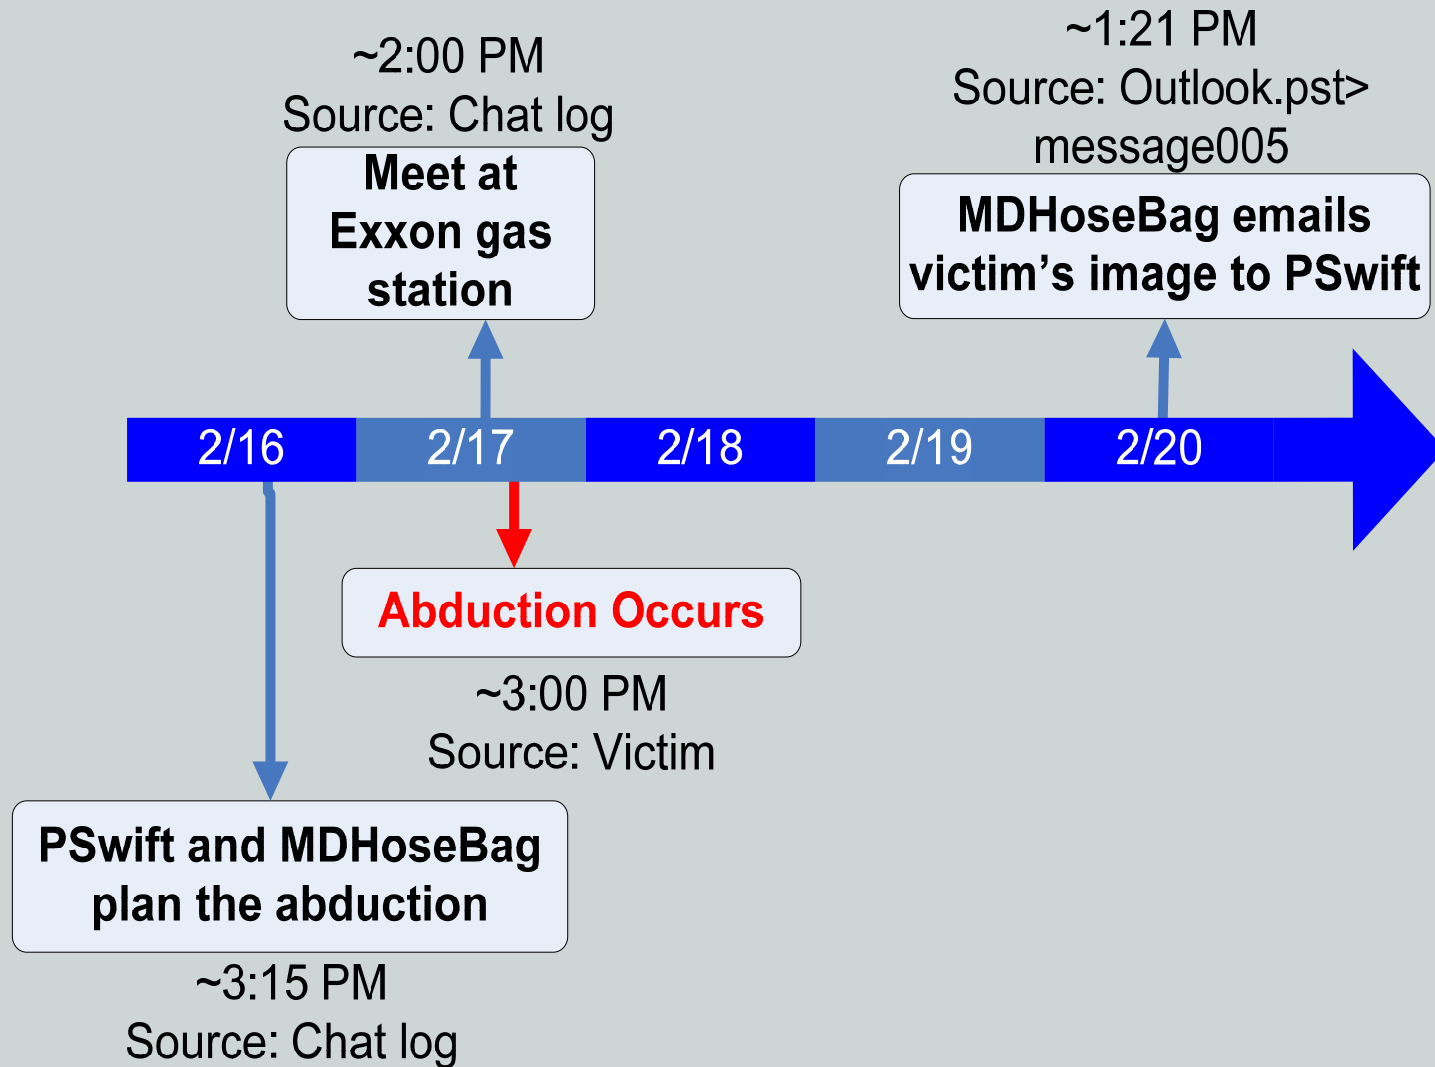 ~2:00 PM
Source: Chat log
Meet at
Exxon gas
station
~1:21 PM
Source: Outlook.pst>
message005
MDHoseBag emails
victim’s image to PSwift
2/16
2/17
2/18
2/19
2/20
Abduction Occurs
~3:00 PM
Source: Victim
PSwift and MDHoseBag
plan the abduction
~3:15 PM
Source: Chat log